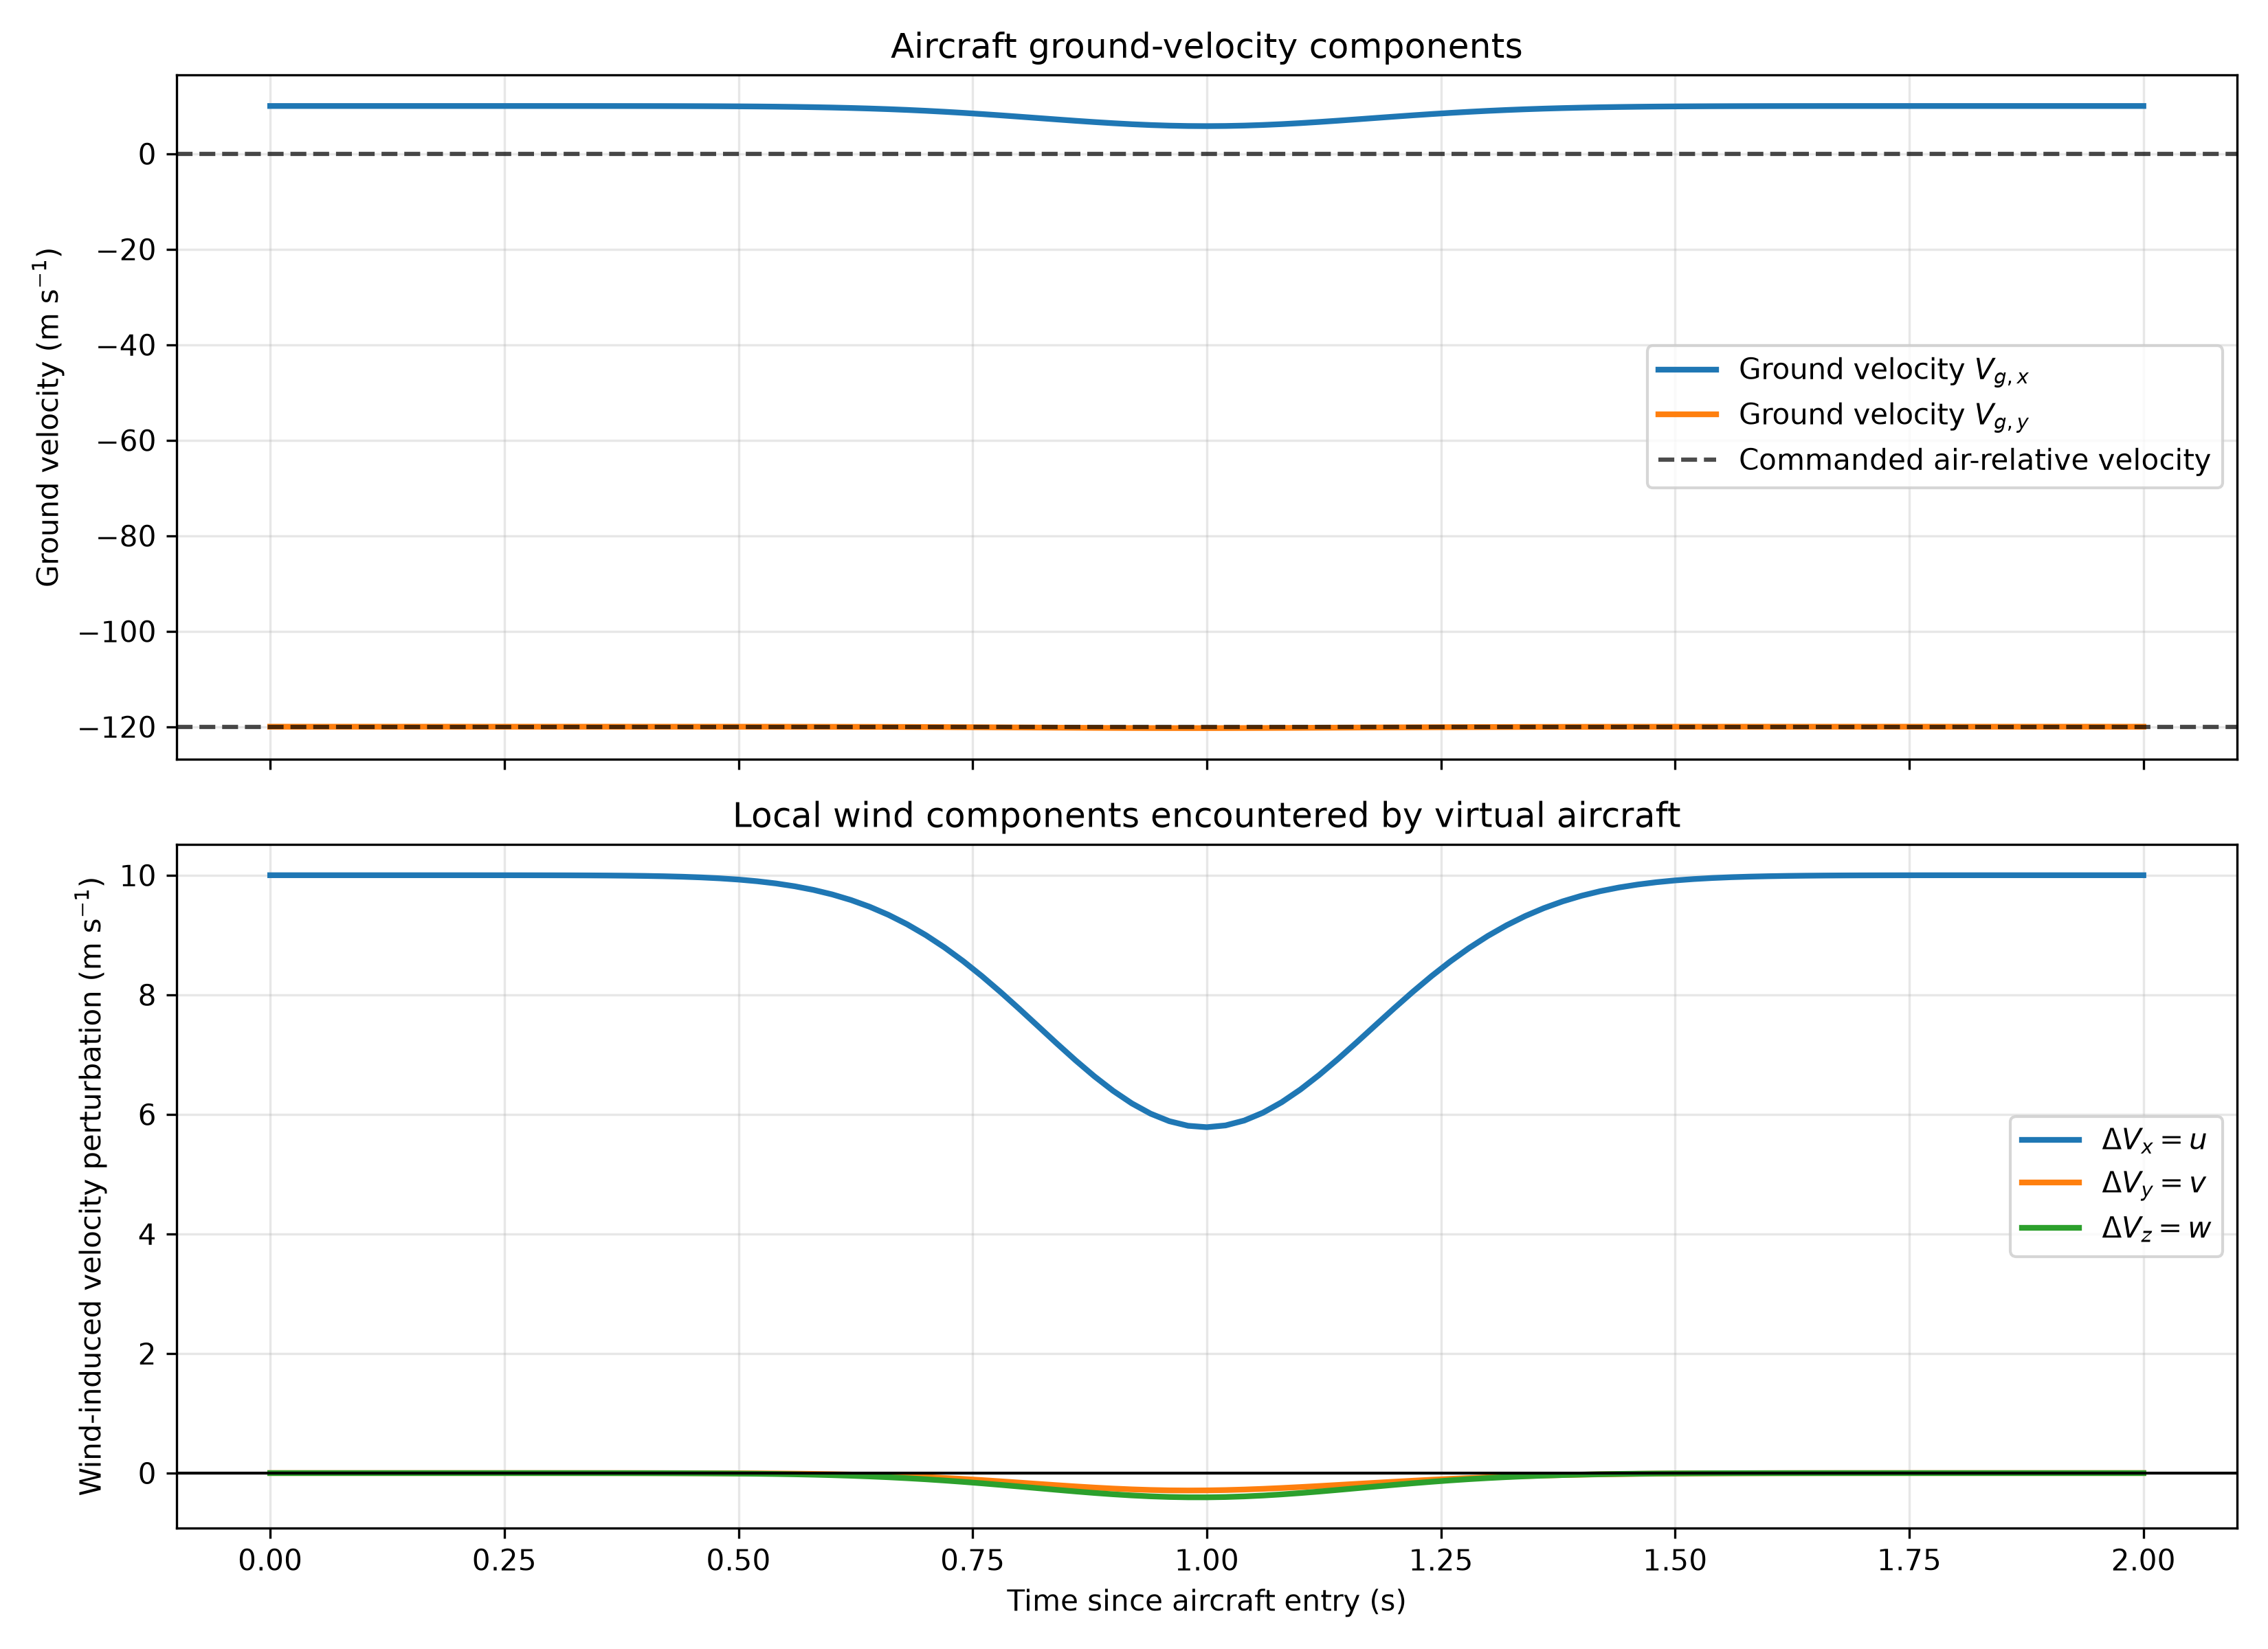 Aircraft ground-velocity components
Ground velocity (m s⁻¹)
0
−20
−40
−60
−80
−100
−120
Ground velocity V_{g, x}
Ground velocity V_{g, y}
Commanded air-relative velocity
Local wind components encountered by virtual aircraft
Wind-induced velocity perturbation (m s⁻¹)
10
8
6
4
2
0
ΔV_x = u
ΔV_y = v
ΔV_z = w
0.00 0.25 0.50 0.75 1.00 1.25 1.50 1.75 2.00
Time since aircraft entry (s)